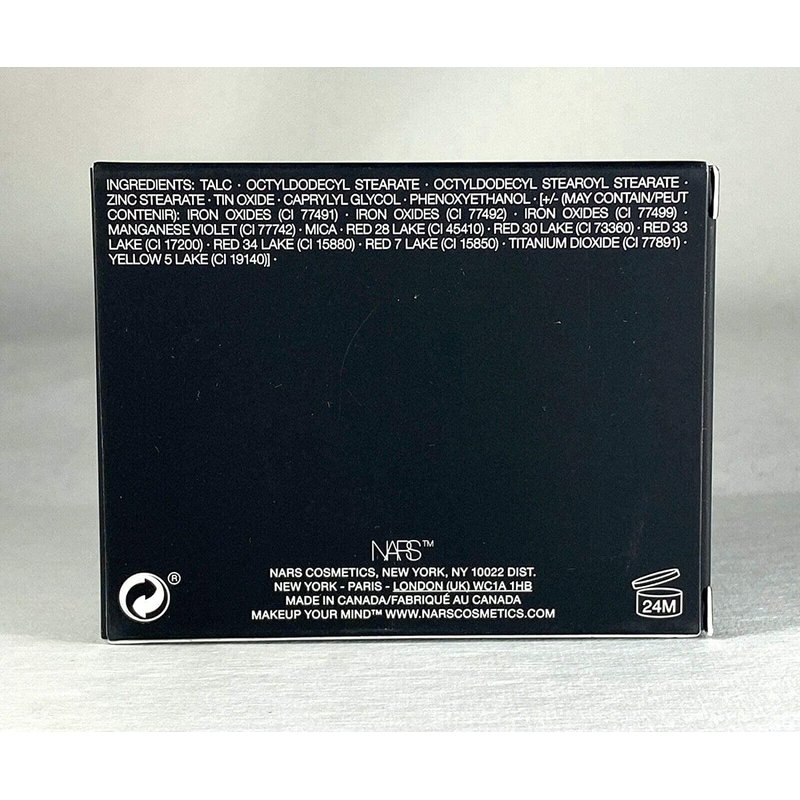 INGREDIENTS: TALC · OCTYLDODECYL STEARATE · OCTYLDODECYL STEAROYL STEARATE ·
ZINC STEARATE · TIN OXIDE · CAPRYLYL GLYCOL · PHENOXYETHANOL · [+/- (MAY CONTAIN/PEUT
CONTENIR): IRON OXIDES (CI 77491) · IRON OXIDES (CI 77492) · IRON OXIDES (CI 77499) ·
MANGANESE VIOLET (CI 77742) · MICA · RED 28 LAKE (CI 45410) · RED 30 LAKE (CI 73360) · RED 33
LAKE (CI 17200) · RED 34 LAKE (CI 15880) · RED 7 LAKE (CI 15850) · TITANIUM DIOXIDE (CI 77891) ·
YELLOW 5 LAKE (CI 19140)] ·
NARS™
NARS COSMETICS, NEW YORK, NY 10022 DIST.
NEW YORK - PARIS - LONDON (UK) WC1A 1HB
MADE IN CANADA/FABRIQUÉ AU CANADA
MAKEUP YOUR MIND™ WWW.NARSCOSMETICS.COM
®
24M